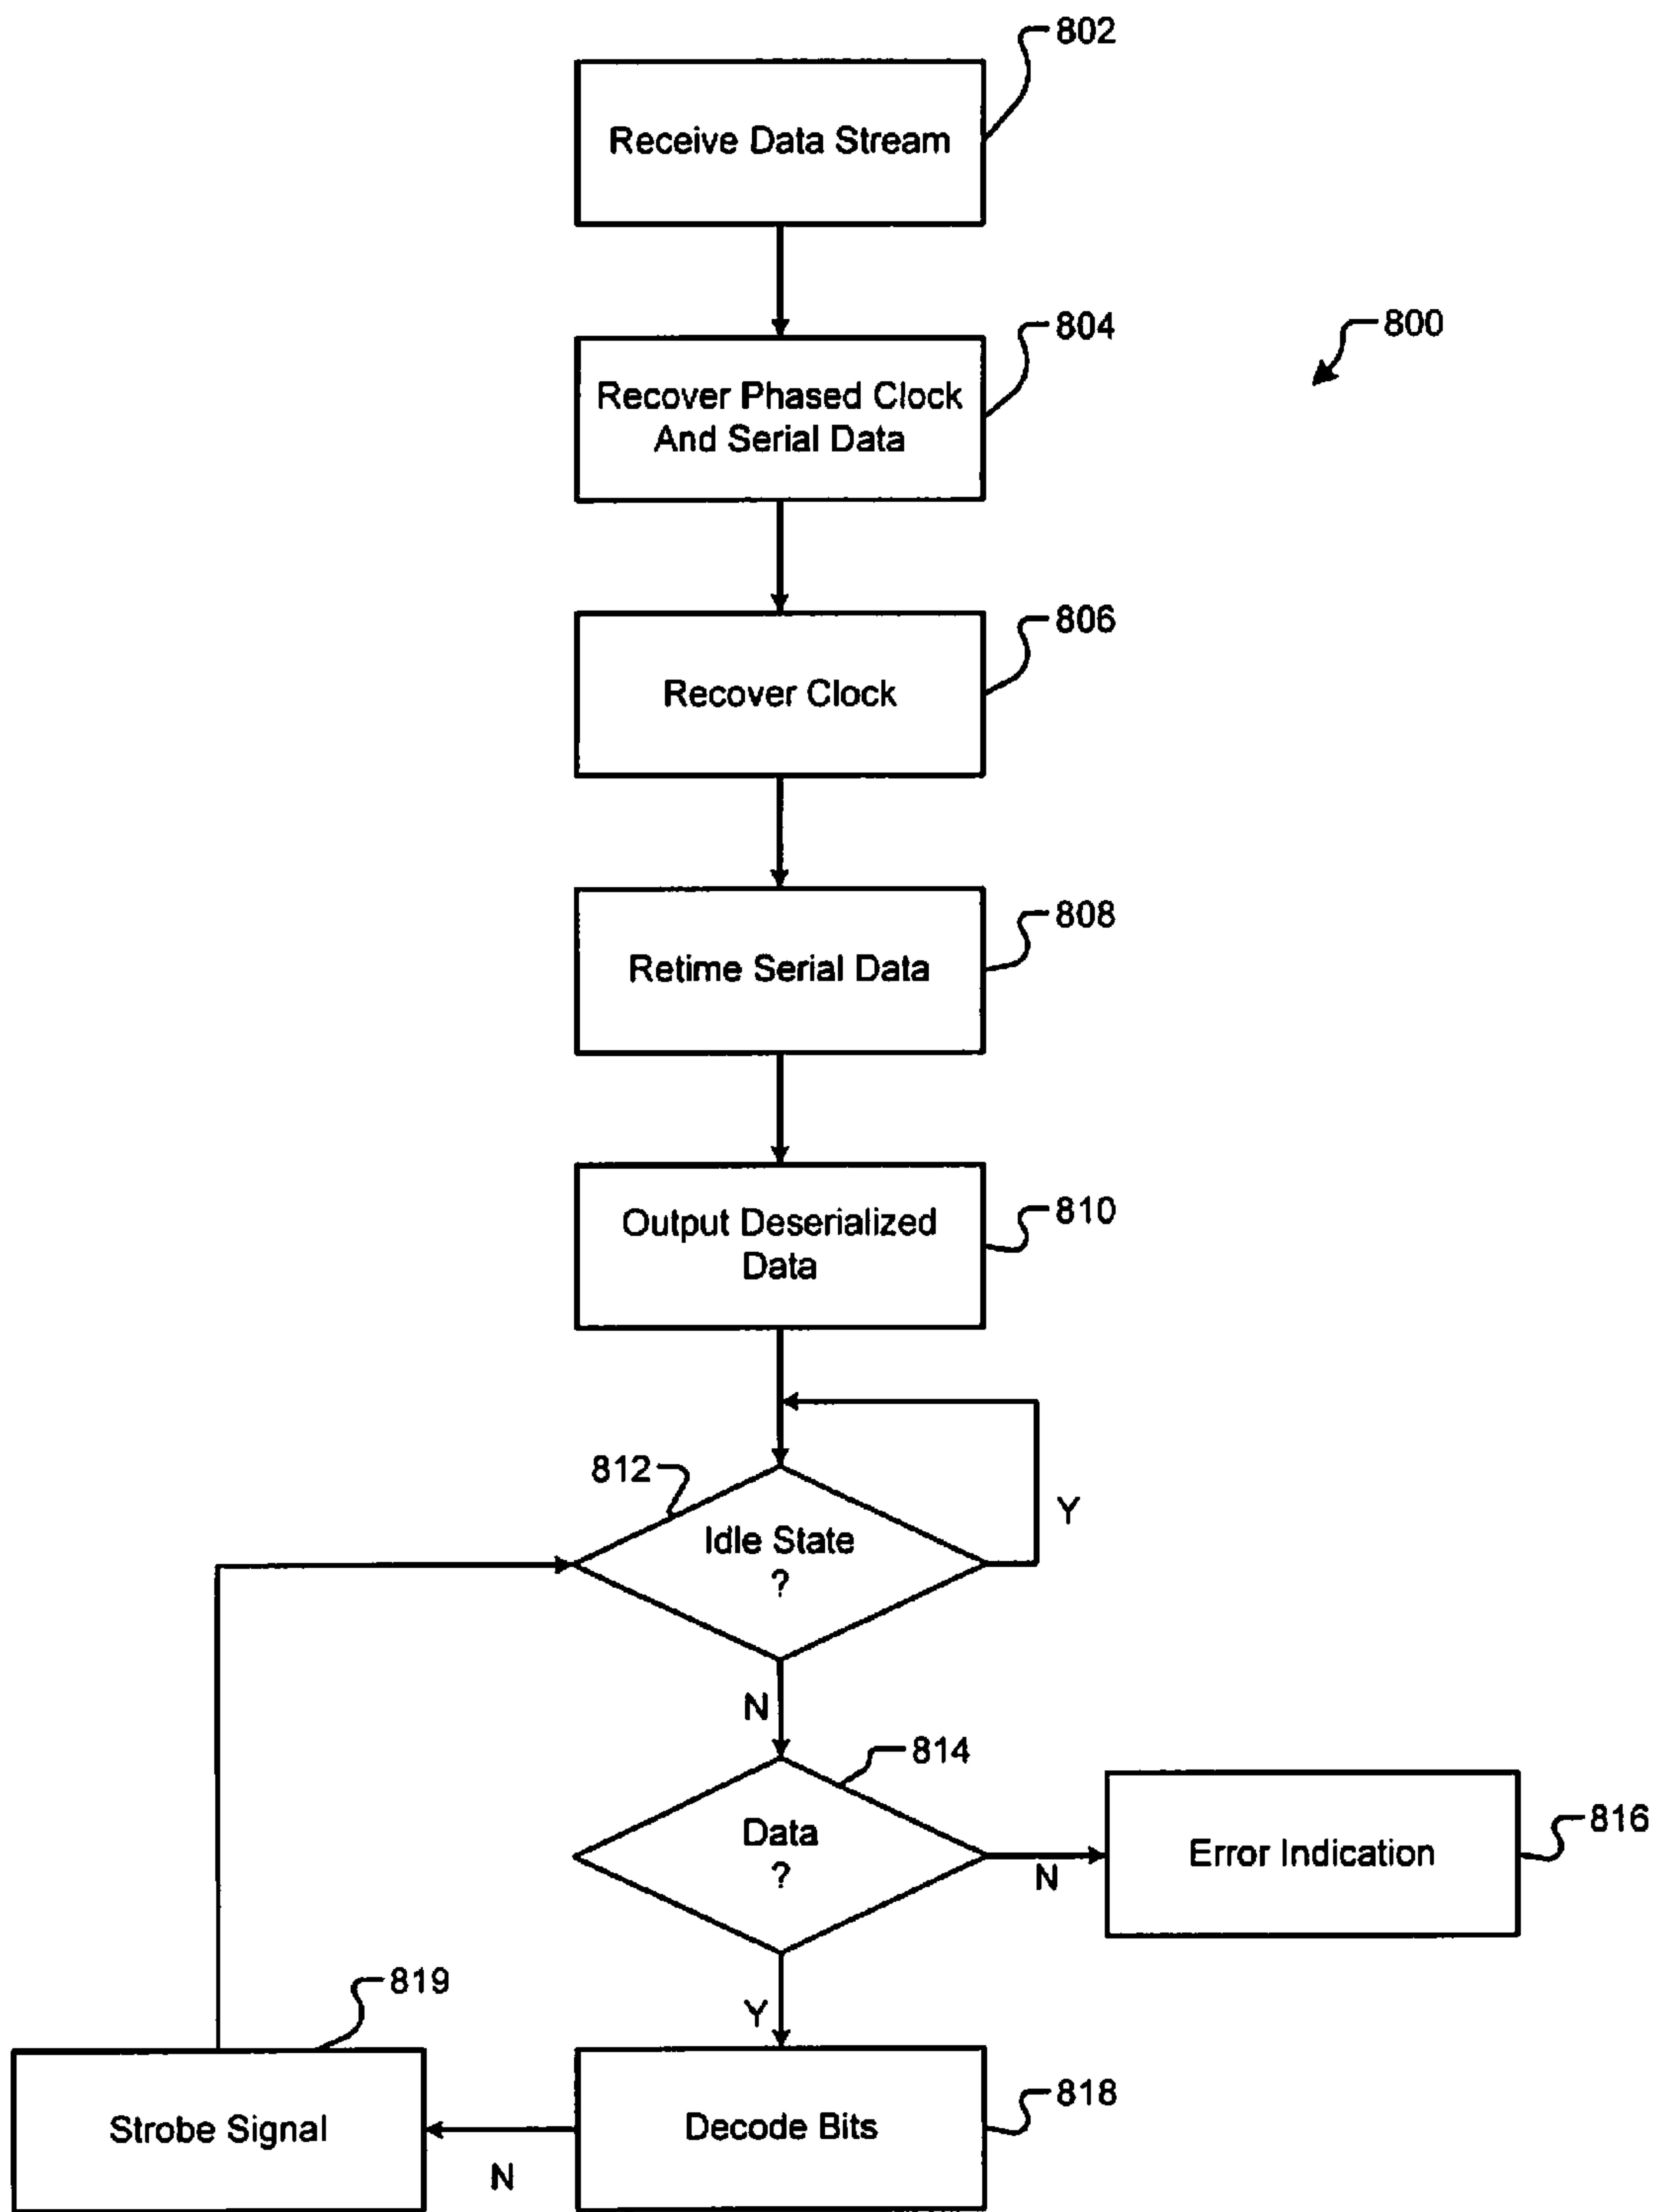 802
Receive Data Stream
804
800
Recover Phased Clock
And Serial Data
806
Recover Clock
808
Retime Serial Data
810
Output Deserialized
Data
812
Y
Idle State
?
N
814
Data
?
816
Error Indication
N
819
Y
818
Strobe Signal
Decode Bits
N